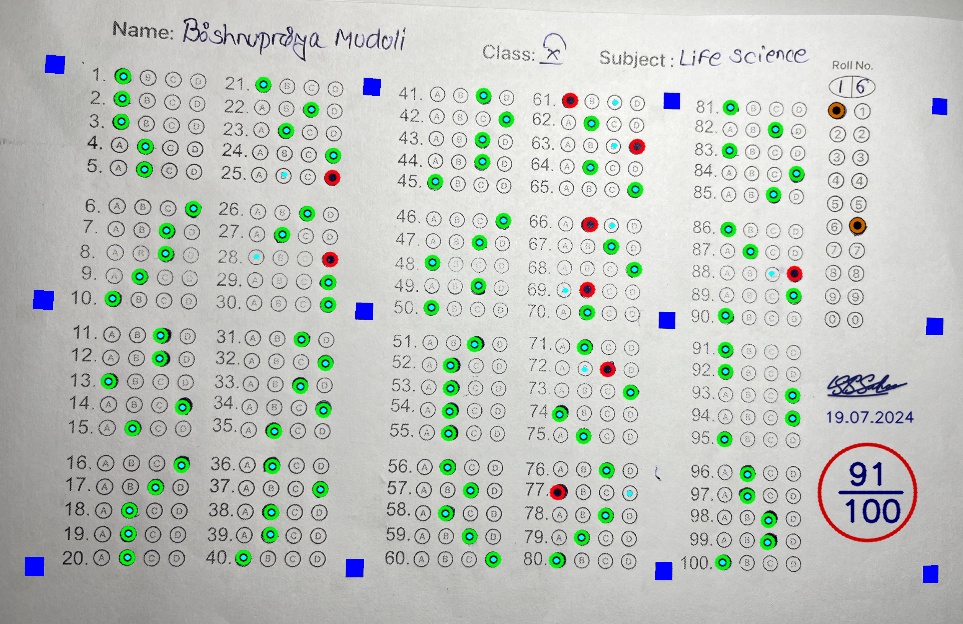 Name: Bishnupriya Muduli
Class: X Subject: Life science
Roll No.
1 6
1. A B C D
2. A B C D
3. A B C D
4. A B C D
5. A B C D
6. A B C D
7. A B C D
8. A B C D
9. A B C D
10. A B C D
11. A B C D
12. A B C D
13. A B C D
14. A B C D
15. A B C D
16. A B C D
17. A B C D
18. A B C D
19. A B C D
20. A B C D
21. A B C D
22. A B C D
23. A B C D
24. A B C D
25. A B C D
26. A B C D
27. A B C D
28. A B C D
29. A B C D
30. A B C D
31. A B C D
32. A B C D
33. A B C D
34. A B C D
35. A B C D
36. A B C D
37. A B C D
38. A B C D
39. A B C D
40. A B C D
41. A B C D
42. A B C D
43. A B C D
44. A B C D
45. A B C D
46. A B C D
47. A B C D
48. A B C D
49. A B C D
50. A B C D
51. A B C D
52. A B C D
53. A B C D
54. A B C D
55. A B C D
56. A B C D
57. A B C D
58. A B C D
59. A B C D
60. A B C D
61. A B C D
62. A B C D
63. A B C D
64. A B C D
65. A B C D
66. A B C D
67. A B C D
68. A B C D
69. A B C D
70. A B C D
71. A B C D
72. A B C D
73. A B C D
74. A B C D
75. A B C D
76. A B C D
77. A B C D
78. A B C D
79. A B C D
80. A B C D
81. A B C D
82. A B C D
83. A B C D
84. A B C D
85. A B C D
86. A B C D
87. A B C D
88. A B C D
89. A B C D
90. A B C D
91. A B C D
92. A B C D
93. A B C D
94. A B C D
95. A B C D
96. A B C D
97. A B C D
98. A B C D
99. A B C D
100. A B C D
1
2 2
3 3
4 4
5 5
6
7 7
8 8
9 9
0 0
19.07.2024
91
100